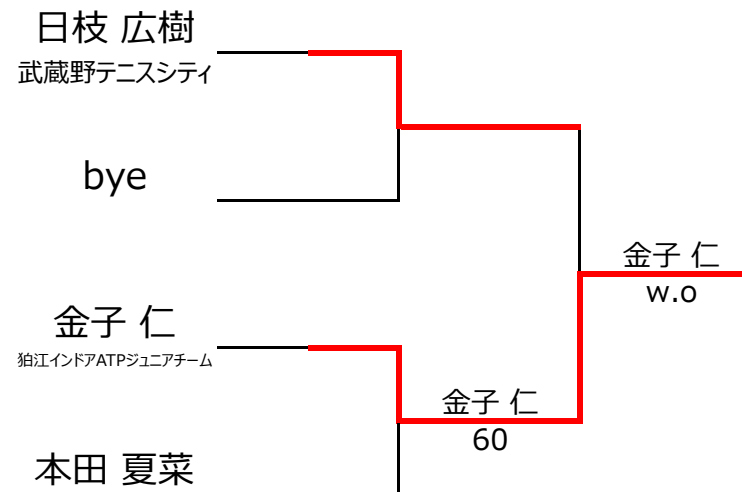 日枝 広樹
武蔵野テニスシティ
bye
金子 仁
w.o
金子 仁
狛江インドアATPジュニアチーム
金子 仁
60
本田 夏菜